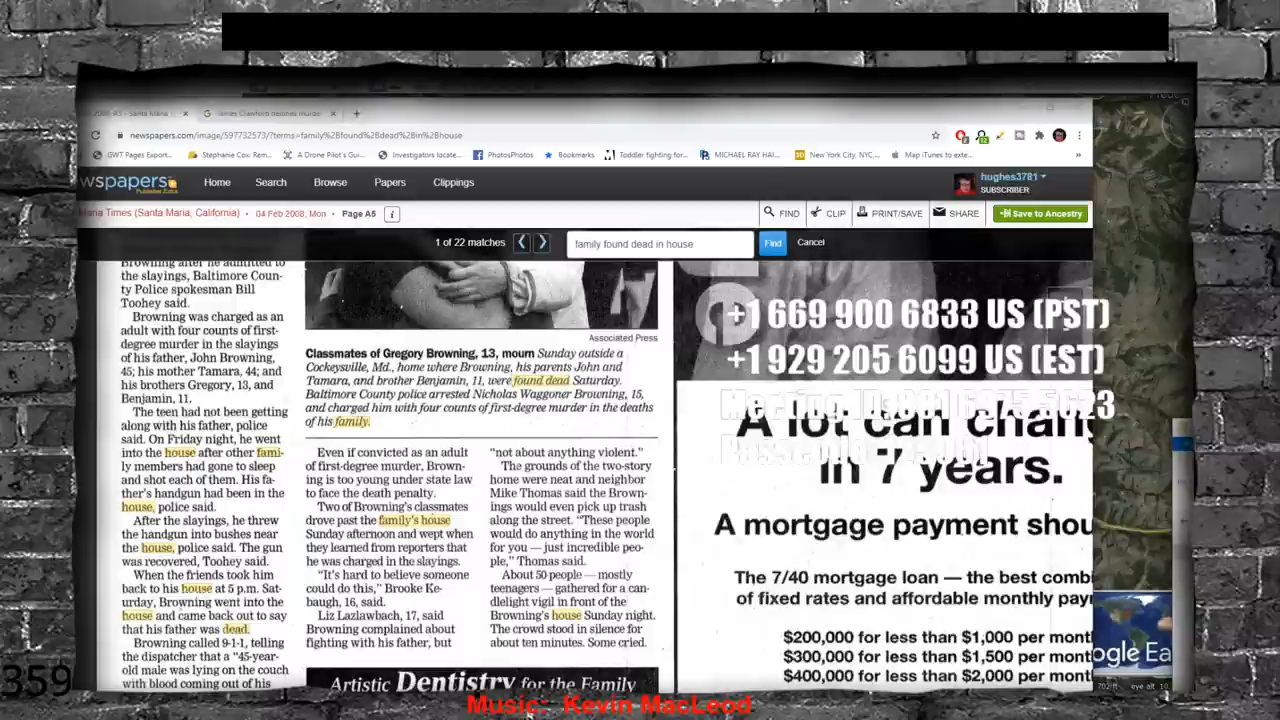 James Crawford deputies murde
newspapers.com/image/597732573/?terms=family%2Bfound%2Bdead%2Bin%2Bhouse
GWT Pages Export...
Stephanie Cox: Rem...
A Drone Pilot's Gui...
Investigators locate...
PhotosPhotos
Bookmarks
Toddler fighting for...
MICHAEL RAY HAI...
New York City, NYC,...
Map iTunes to exte...
»
wspapers
Publisher Extra
Home Search Browse Papers Clippings
hughes3781
SUBSCRIBER
Times (Santa Maria, California) • 04 Feb 2008, Mon • Page A5
FIND CLIP PRINT/SAVE SHARE Save to Ancestry
1 of 22 matches
family found dead in house
Find
Cancel
Browning after he admitted to
the slayings, Baltimore Coun-
ty Police spokesman Bill
Toohey said.
Browning was charged as an
adult with four counts of first-
degree murder in the slayings
of his father, John Browning,
45; his mother Tamara, 44; and
his brothers Gregory, 13, and
Benjamin, 11.
The teen had not been getting
along with his father, police
said. On Friday night, he went
into the house after other fami-
ly members had gone to sleep
and shot each of them. His fa-
ther's handgun had been in the
house, police said.
After the slayings, he threw
the handgun into bushes near
the house, police said. The gun
was recovered, Toohey said.
When the friends took him
back to his house at 5 p.m. Sat-
urday, Browning went into the
house and came back out to say
that his father was dead.
Browning called 9-1-1, telling
the dispatcher that a "45-year-
old male was lying on the couch
with blood coming out of his
Associated Press
Classmates of Gregory Browning, 13, mourn Sunday outside a
Cockeysville, Md., home where Browning, his parents John and
Tamara, and brother Benjamin, 11, were found dead Saturday.
Baltimore County police arrested Nicholas Waggoner Browning, 15,
and charged him with four counts of first-degree murder in the deaths
of his family.
Even if convicted as an adult
of first-degree murder, Brown-
ing is too young under state law
to face the death penalty.
Two of Browning's classmates
drove past the family's house
Sunday afternoon and wept when
they learned from reporters that
he was charged in the slayings.
"It's hard to believe someone
could do this," Brooke Ke-
baugh, 16, said.
Liz Lazlawbach, 17, said
Browning complained about
fighting with his father, but
"not about anything violent."
The grounds of the two-story
home were neat and neighbor
Mike Thomas said the Brown-
ings would even pick up trash
along the street. "These people
would do anything in the world
for you — just incredible peo-
ple," Thomas said.
About 50 people — mostly
teenagers — gathered for a can-
dlelight vigil in front of the
Browning's house Sunday night.
The crowd stood in silence for
about ten minutes. Some cried.
Artistic Dentistry for the Family
+1 669 900 6833 US (PST)
+1 929 205 6099 US (EST)
A lot can chang
in 7 years.
A mortgage payment shou
The 7/40 mortgage loan — the best combi
of fixed rates and affordable monthly payn
$200,000 for less than $1,000 per month
$300,000 for less than $1,500 per month
$400,000 for less than $2,000 per month
ogle Ea
eye alt
359
Music: Kevin MacLeod